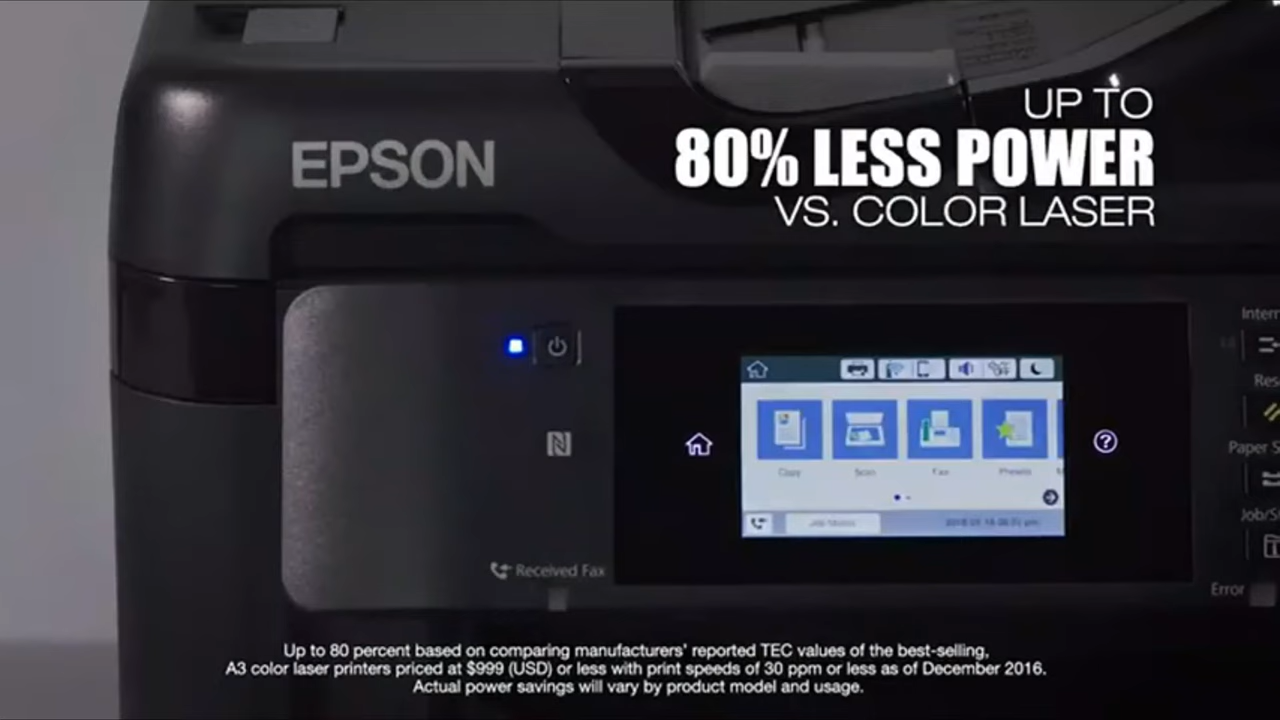 UP TO
80% LESS POWER
VS. COLOR LASER
EPSON
Copy
Scan
Fax
Presets
Received Fax
Paper
Error
Up to 80 percent based on comparing manufacturers' reported TEC values of the best-selling,
A3 color laser printers priced at $999 (USD) or less with print speeds of 30 ppm or less as of December 2016.
Actual power savings will vary by product model and usage.